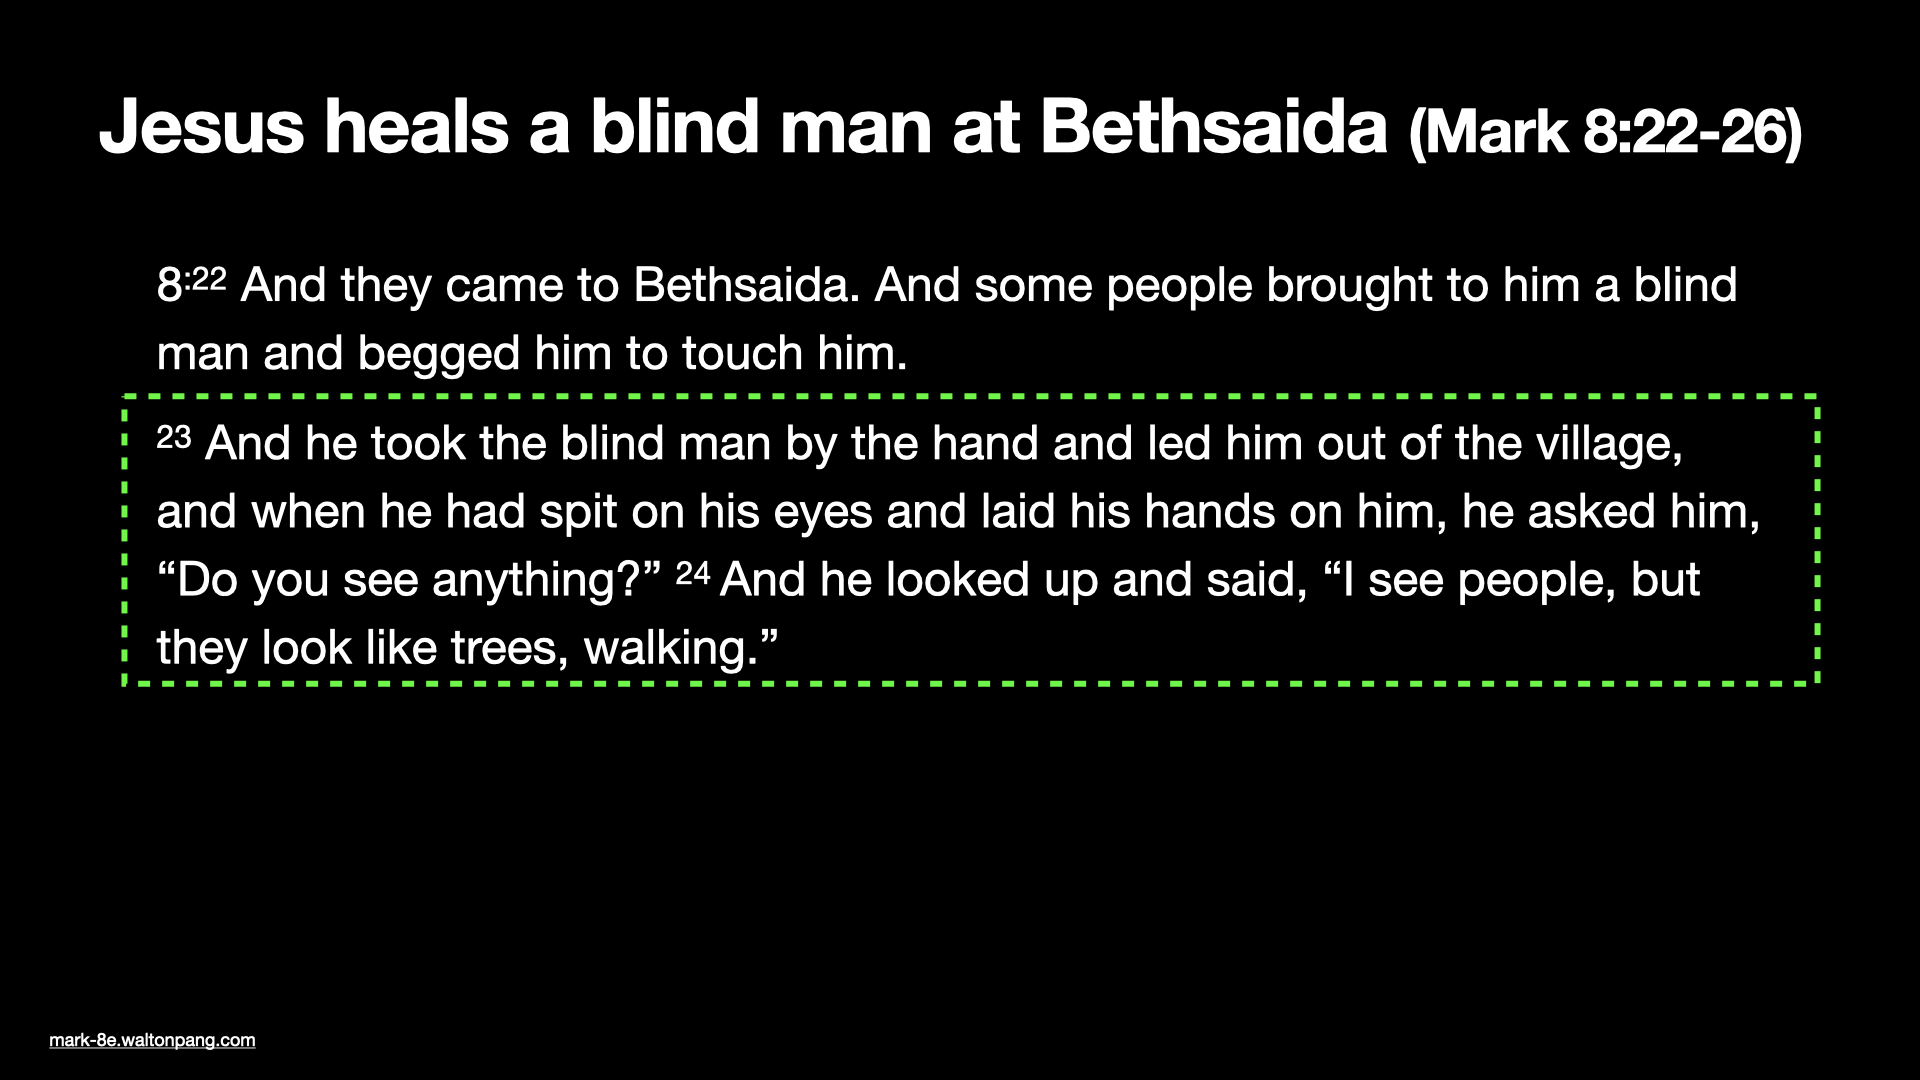 Jesus heals a blind man at Bethsaida (Mark 8:22-26)
8:22 And they came to Bethsaida. And some people brought to him a blind
man and begged him to touch him.
23 And he took the blind man by the hand and led him out of the village,
and when he had spit on his eyes and laid his hands on him, he asked him,
“Do you see anything?” 24 And he looked up and said, “I see people, but
they look like trees, walking.”
mark-8e.waltonpang.com